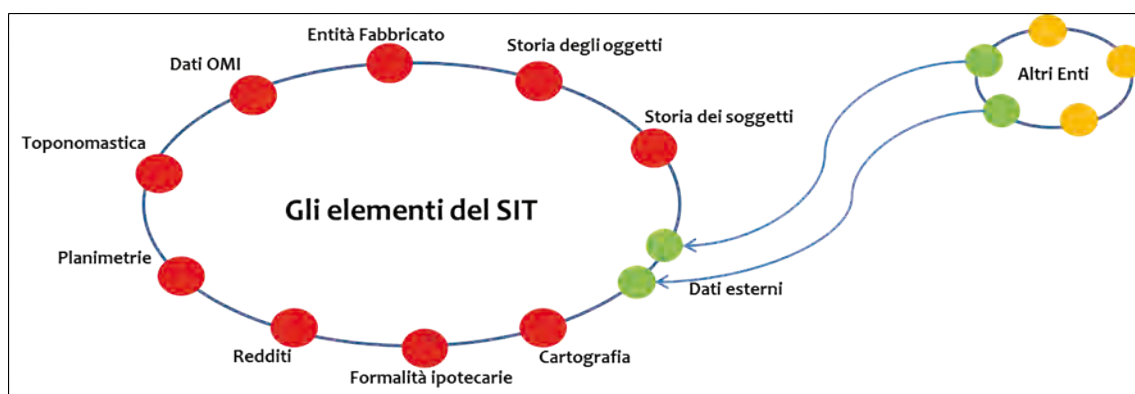 Entità Fabbricato
Storia degli oggetti
Dati OMI
Altri Enti
Storia dei soggetti
Toponomastica
Gli elementi del SIT
Planimetrie
Dati esterni
Redditi
Cartografia
Formalità ipotecarie